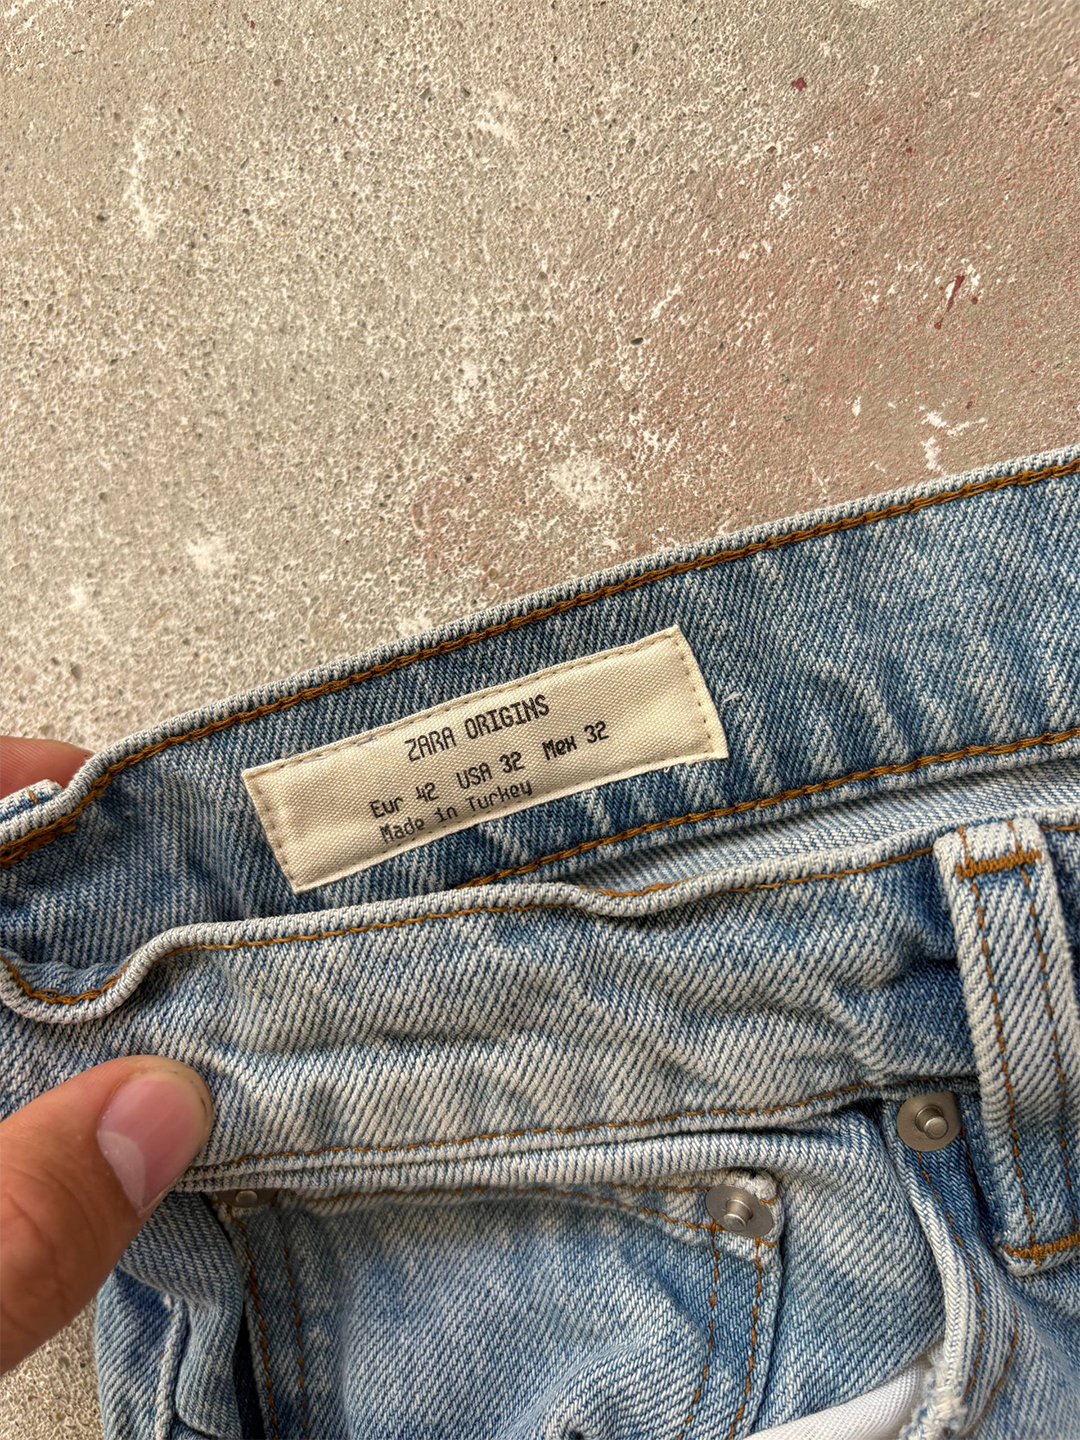 ZARA ORIGINS
Eur 42 USA 32 Mex 32
Made in Turkey